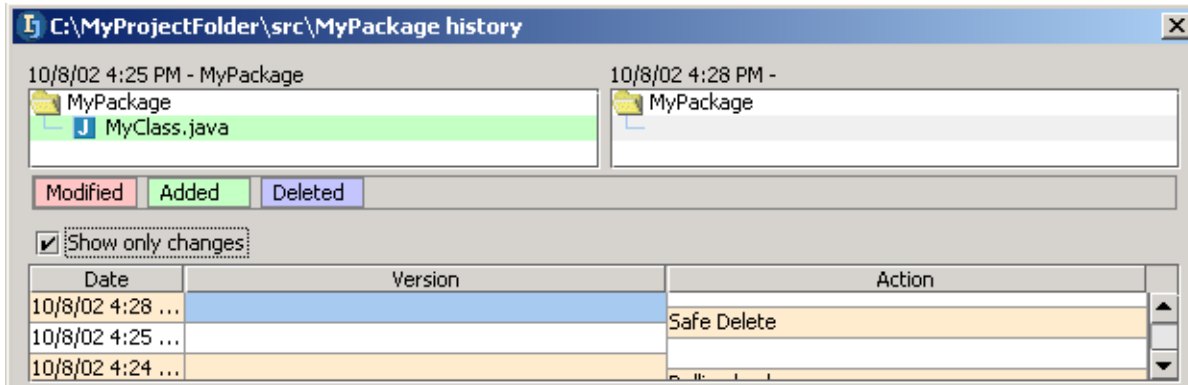 C:\MyProjectFolder\src\MyPackage history
10/8/02 4:25 PM - MyPackage
10/8/02 4:28 PM -
MyPackage
MyPackage
J MyClass.java
Modified Added Deleted
Show only changes
Date Version Action
10/8/02 4:28 ...
Safe Delete
10/8/02 4:25 ...
10/8/02 4:24 ...